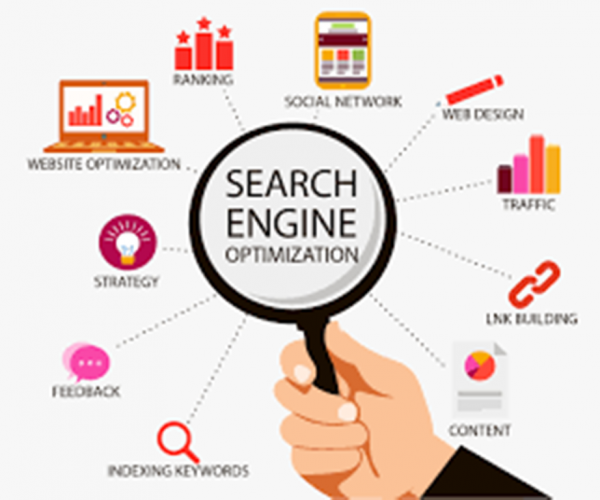 RANKING
SOCIAL NETWORK
WEB DESIGN
WEBSITE OPTIMIZATION
SEARCH
ENGINE
OPTIMIZATION
TRAFFIC
STRATEGY
LNK BUILDING
FEEDBACK
CONTENT
INDEXING KEYWORDS